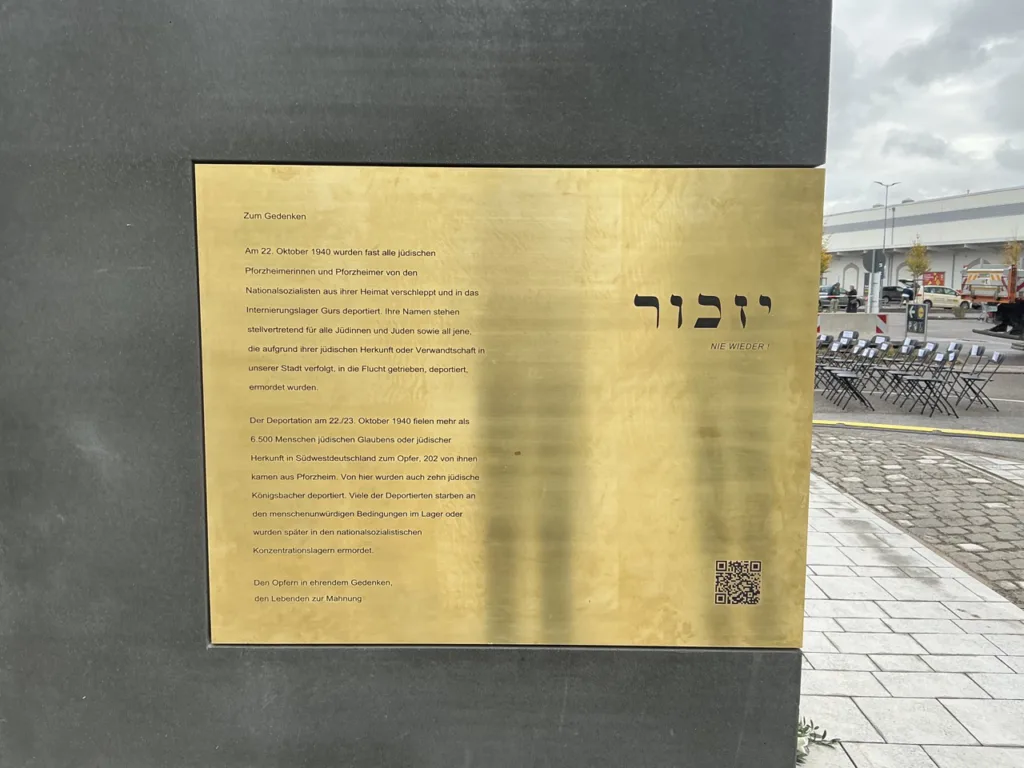 Zum Gedenken
Am 22. Oktober 1940 wurden fast alle jüdischen
Pforzheimerinnen und Pforzheimer von den
Nationalsozialisten aus ihrer Heimat verschleppt und in das
Internierungslager Gurs deportiert. Ihre Namen stehen
stellvertretend für alle Jüdinnen und Juden sowie all jene,
die aufgrund ihrer jüdischen Herkunft oder Verwandtschaft in
unserer Stadt verfolgt, in die Flucht getrieben, deportiert,
ermordet wurden.
Der Deportation am 22./23. Oktober 1940 fielen mehr als
6.500 Menschen jüdischen Glaubens oder jüdischer
Herkunft in Südwestdeutschland zum Opfer, 202 von ihnen
kamen aus Pforzheim. Von hier wurden auch zehn jüdische
Königsbacher deportiert. Viele der Deportierten starben an
den menschenunwürdigen Bedingungen im Lager oder
wurden später in den nationalsozialistischen
Konzentrationslagern ermordet.
Den Opfern in ehrendem Gedenken,
den Lebenden zur Mahnung
יזכור
NIE WIEDER !